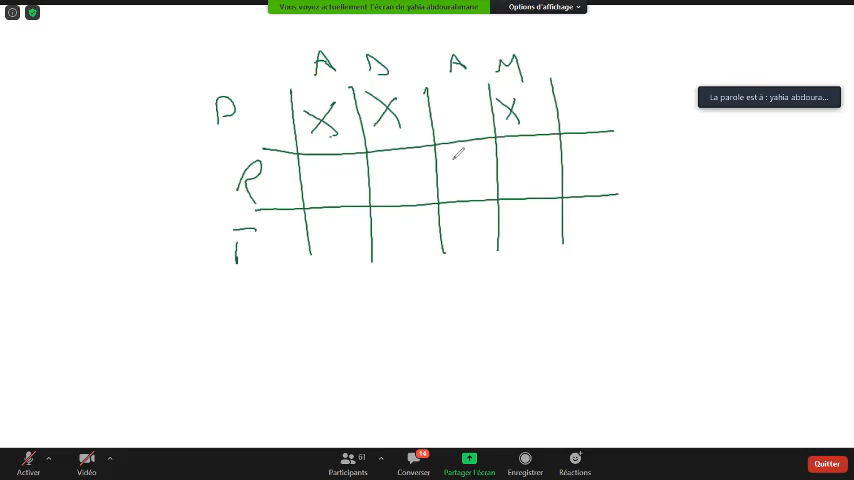 Vous voyez actuellement l'écran de yahia abdourahmane
Options d'affichage
A D A M
P X X X
R
T
La parole est à : yahia abdoura...
61
14
Activer
Vidéo
Participants
Converser
Partager l'écran
Enregistrer
Réactions
Quitter